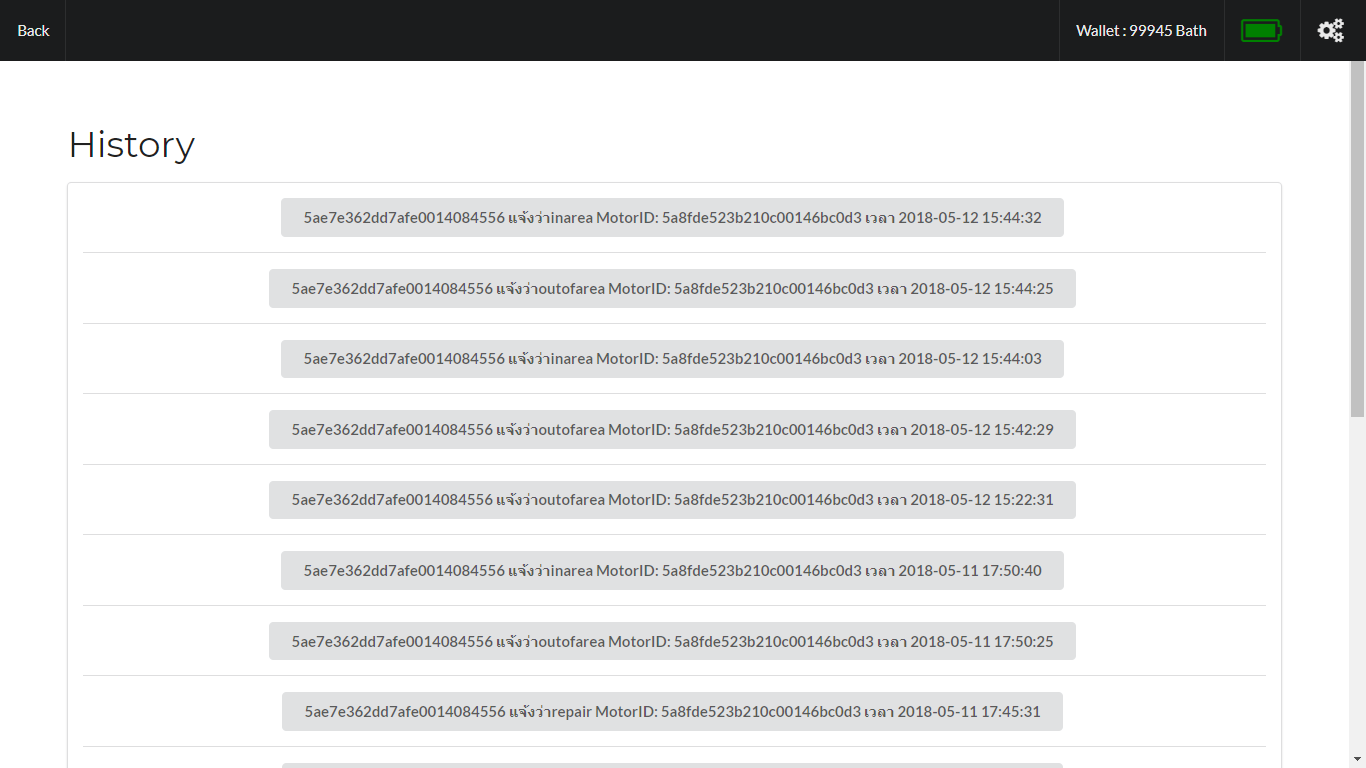 Back
Wallet : 99945 Bath
History
5ae7e362dd7afe0014084556 แจ้งว่าinarea MotorID: 5a8fde523b210c00146bc0d3 เวลา 2018-05-12 15:44:32
5ae7e362dd7afe0014084556 แจ้งว่าoutofarea MotorID: 5a8fde523b210c00146bc0d3 เวลา 2018-05-12 15:44:25
5ae7e362dd7afe0014084556 แจ้งว่าinarea MotorID: 5a8fde523b210c00146bc0d3 เวลา 2018-05-12 15:44:03
5ae7e362dd7afe0014084556 แจ้งว่าoutofarea MotorID: 5a8fde523b210c00146bc0d3 เวลา 2018-05-12 15:42:29
5ae7e362dd7afe0014084556 แจ้งว่าoutofarea MotorID: 5a8fde523b210c00146bc0d3 เวลา 2018-05-12 15:22:31
5ae7e362dd7afe0014084556 แจ้งว่าinarea MotorID: 5a8fde523b210c00146bc0d3 เวลา 2018-05-11 17:50:40
5ae7e362dd7afe0014084556 แจ้งว่าoutofarea MotorID: 5a8fde523b210c00146bc0d3 เวลา 2018-05-11 17:50:25
5ae7e362dd7afe0014084556 แจ้งว่าrepair MotorID: 5a8fde523b210c00146bc0d3 เวลา 2018-05-11 17:45:31